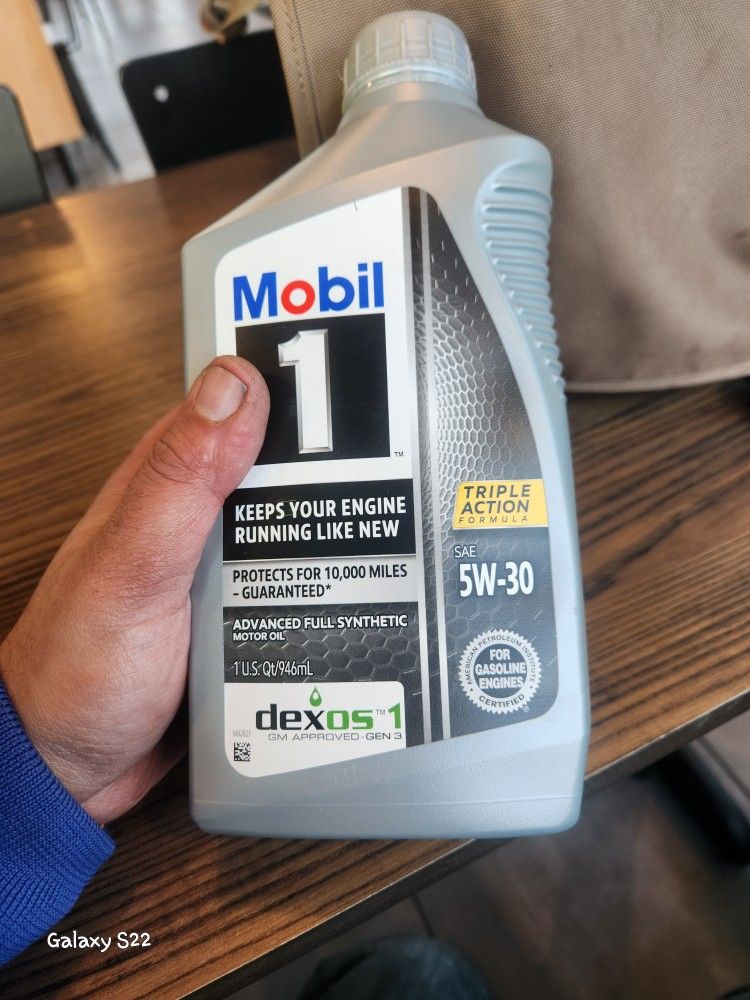 Mobil
1
™
KEEPS YOUR ENGINE
RUNNING LIKE NEW
PROTECTS FOR 10,000 MILES
– GUARANTEED*
ADVANCED FULL SYNTHETIC
MOTOR OIL
1 U.S. Qt/946mL
dexos™1
GM APPROVED-GEN 3
TRIPLE
ACTION
FORMULA
SAE
5W-30
AMERICAN PETROLEUM INSTITUTE
FOR
GASOLINE
ENGINES
CERTIFIED
Galaxy S22